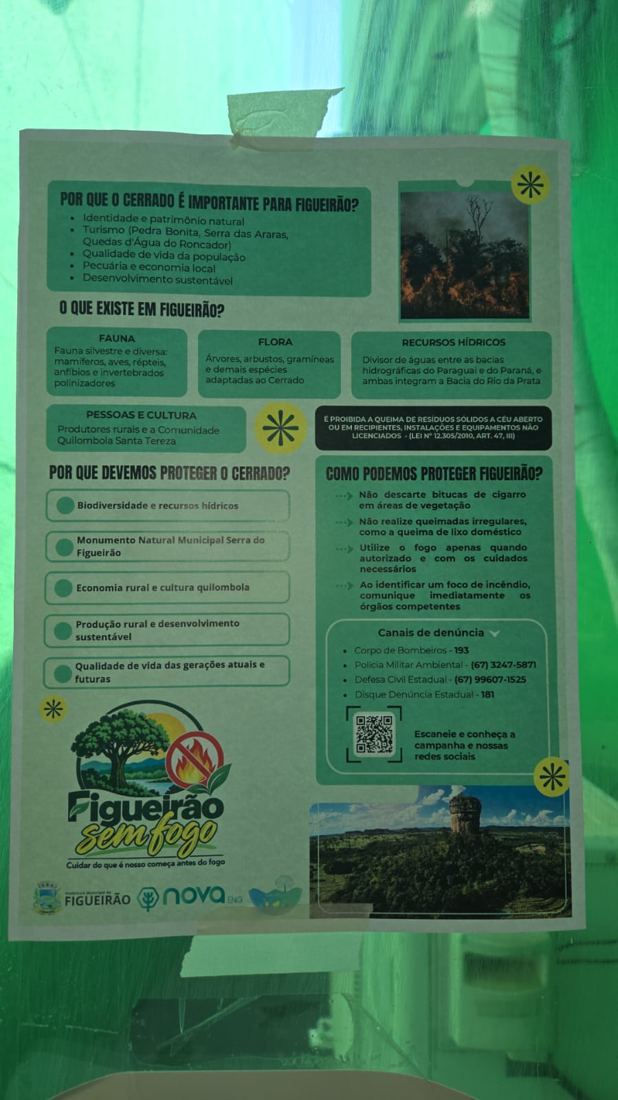 POR QUE O CERRADO É IMPORTANTE PARA FIGUEIRÃO?
• Identidade e patrimônio natural
• Turismo (Pedra Bonita, Serra das Araras,
Quedas d'Água do Roncador)
• Qualidade de vida da população
• Pecuária e economia local
• Desenvolvimento sustentável
O QUE EXISTE EM FIGUEIRÃO?
FAUNA
Fauna silvestre e diversa:
mamíferos, aves, répteis,
anfíbios e invertebrados
polinizadores
FLORA
Árvores, arbustos, gramíneas
e demais espécies
adaptadas ao Cerrado
RECURSOS HÍDRICOS
Divisor de águas entre as bacias
hidrográficas do Paraguai e do Paraná, e
ambas integram a Bacia do Rio da Prata
PESSOAS E CULTURA
Produtores rurais e a Comunidade
Quilombola Santa Tereza
É PROIBIDA A QUEIMA DE RESÍDUOS SÓLIDOS A CÉU ABERTO
OU EM RECIPIENTES, INSTALAÇÕES E EQUIPAMENTOS NÃO
LICENCIADOS - (LEI Nº 12.305/2010, ART. 47, III)
POR QUE DEVEMOS PROTEGER O CERRADO?
Biodiversidade e recursos hídricos
Monumento Natural Municipal Serra do
Figueirão
Economia rural e cultura quilombola
Produção rural e desenvolvimento
sustentável
Qualidade de vida das gerações atuais e
futuras
COMO PODEMOS PROTEGER FIGUEIRÃO?
Não descarte bitucas de cigarro
em áreas de vegetação
Não realize queimadas irregulares,
como a queima de lixo doméstico
Utilize o fogo apenas quando
autorizado e com os cuidados
necessários
Ao identificar um foco de incêndio,
comunique imediatamente os
órgãos competentes
Canais de denúncia
• Corpo de Bombeiros - 193
• Polícia Militar Ambiental - (67) 3247-5871
• Defesa Civil Estadual - (67) 99607-1525
• Disque Denúncia Estadual - 181
Escaneie e conheça a
campanha e nossas
redes sociais
Figueirão
sem fogo
Cuidar do que é nosso começa antes do fogo
Prefeitura Municipal de
FIGUEIRÃO
nova ENG